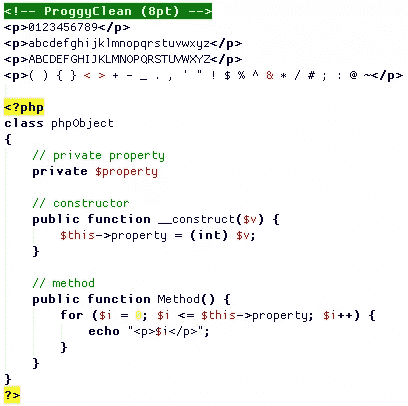 <!-- ProggyClean (8pt) -->
<p>0123456789</p>
<p>abcdefghijklmnopqrstuvwxyz</p>
<p>ABCDEFGHIJKLMNOPQRSTUVWXYZ</p>
<p>( ) { } < > + - _ . , ' " ! $ % ^ & * / # ; : @ ~</p>
<?php
class phpObject
{
    // private property
    private $property

    // constructor
    public function __construct($v) {
        $this->property = (int) $v;
    }

    // method
    public function Method() {
        for ($i = 0; $i <= $this->property; $i++) {
            echo "<p>$i</p>";
        }
    }
}
?>